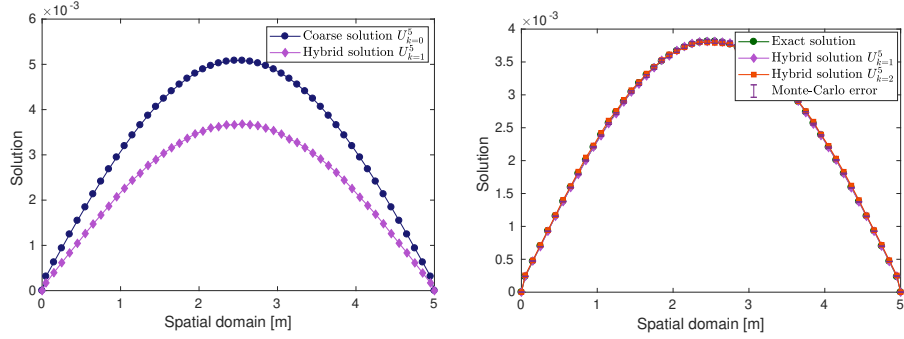 ×10⁻³
6
5
4
3
2
1
0
Solution
0 1 2 3 4 5
Spatial domain [m]
Coarse solution U⁵ₖ₌₀
Hybrid solution U⁵ₖ₌₁
×10⁻³
4
3.5
3
2.5
2
1.5
1
0.5
0
Solution
0 1 2 3 4 5
Spatial domain [m]
Exact solution
Hybrid solution U⁵ₖ₌₁
Hybrid solution U⁵ₖ₌₂
Monte-Carlo error